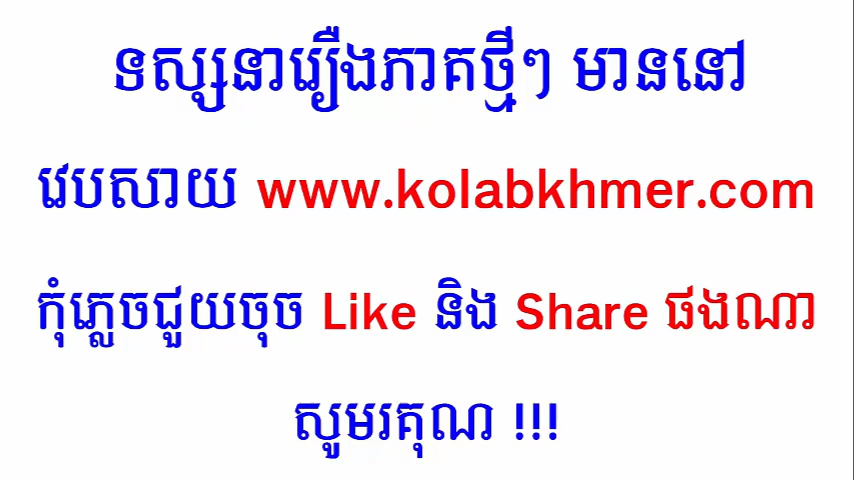 ទស្សនារឿងភាគថ្មីៗ មាននៅ
វេបសាយ www.kolabkhmer.com
កុំភ្លេចជួយចុច Like និង Share ផងណា
សូមរគុណ !!!